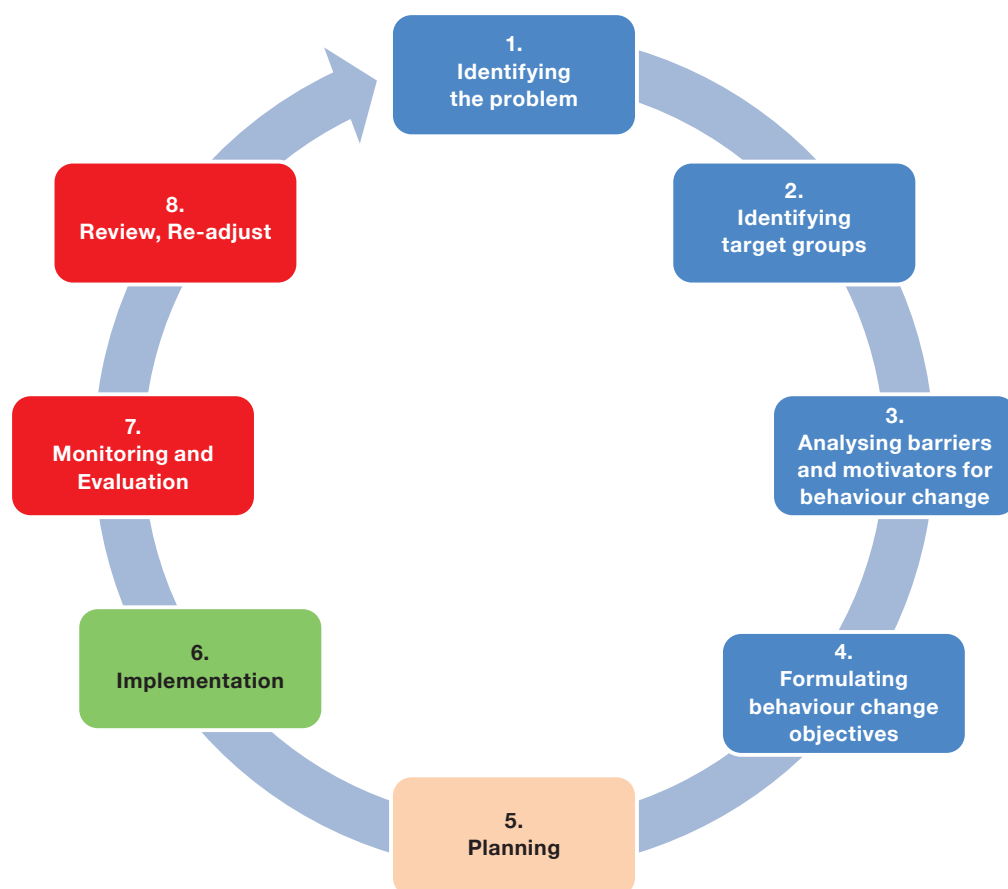 1.
Identifying
the problem
2.
Identifying
target groups
3.
Analysing barriers
and motivators for
behaviour change
4.
Formulating
behaviour change
objectives
5.
Planning
6.
Implementation
7.
Monitoring and
Evaluation
8.
Review, Re-adjust